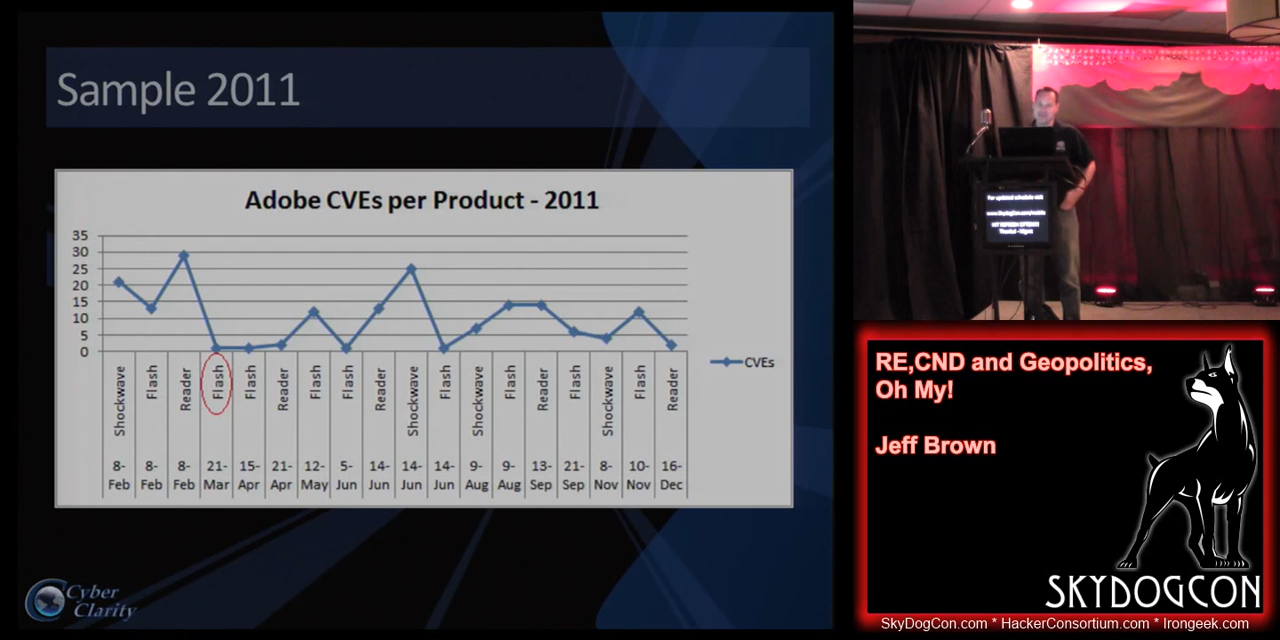 Sample 2011
Adobe CVEs per Product - 2011
35
30
25
20
15
10
5
0
CVEs
Shockwave
Flash
Reader
Flash
Flash
Reader
Flash
Flash
Reader
Shockwave
Flash
Shockwave
Flash
Reader
Flash
Shockwave
Flash
Reader
8- 8- 8- 21- 15- 21- 12- 5- 14- 14- 14- 9- 9- 13- 21- 8- 10- 16-
Feb Feb Feb Mar Apr Apr May Jun Jun Jun Jun Aug Aug Sep Sep Nov Nov Dec
Cyber
Clarity
For updated schedule visit
RE,CND and Geopolitics,
Oh My!
Jeff Brown
SKYDOGCON
SkyDogCon.com * HackerConsortium.com * Irongeek.com